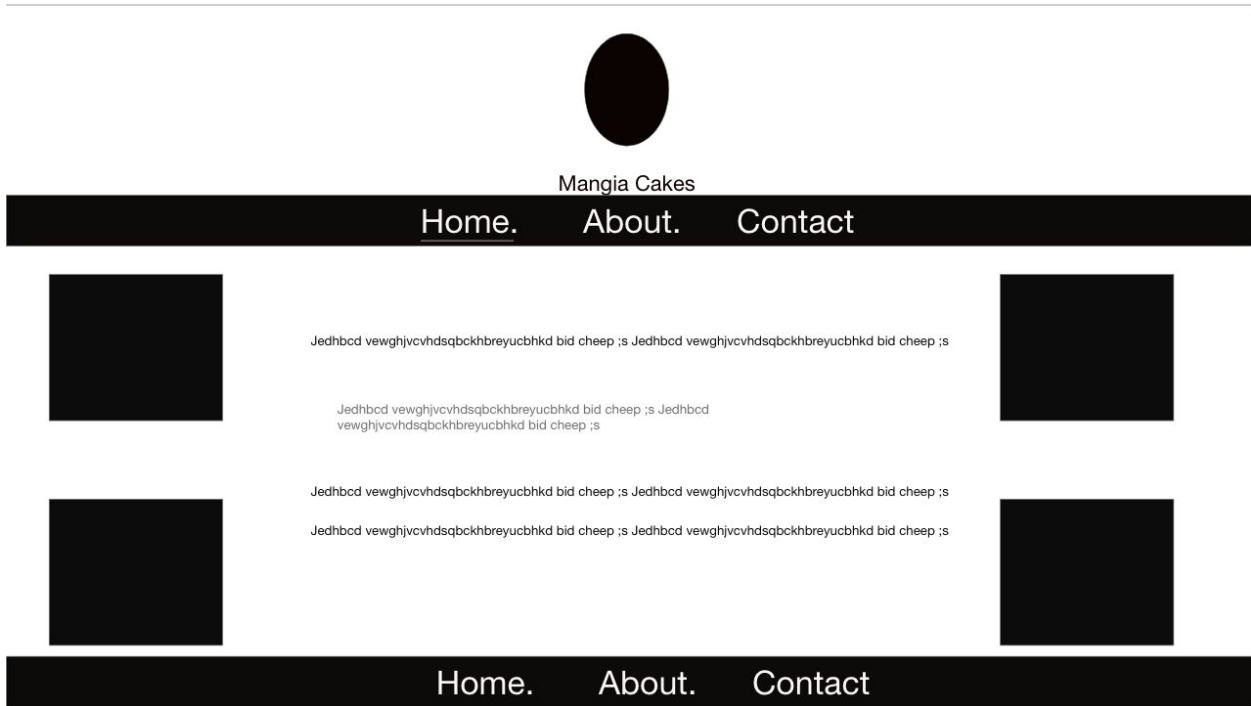 Mangia Cakes
Home. About. Contact
Jedhbcd vewghjvcvhdsqbckhbreyucbhkd bid cheep ;s Jedhbcd vewghjvcvhdsqbckhbreyucbhkd bid cheep ;s
Jedhbcd vewghjvcvhdsqbckhbreyucbhkd bid cheep ;s Jedhbcd
vewghjvcvhdsqbckhbreyucbhkd bid cheep ;s
Jedhbcd vewghjvcvhdsqbckhbreyucbhkd bid cheep ;s Jedhbcd vewghjvcvhdsqbckhbreyucbhkd bid cheep ;s
Jedhbcd vewghjvcvhdsqbckhbreyucbhkd bid cheep ;s Jedhbcd vewghjvcvhdsqbckhbreyucbhkd bid cheep ;s
Home. About. Contact